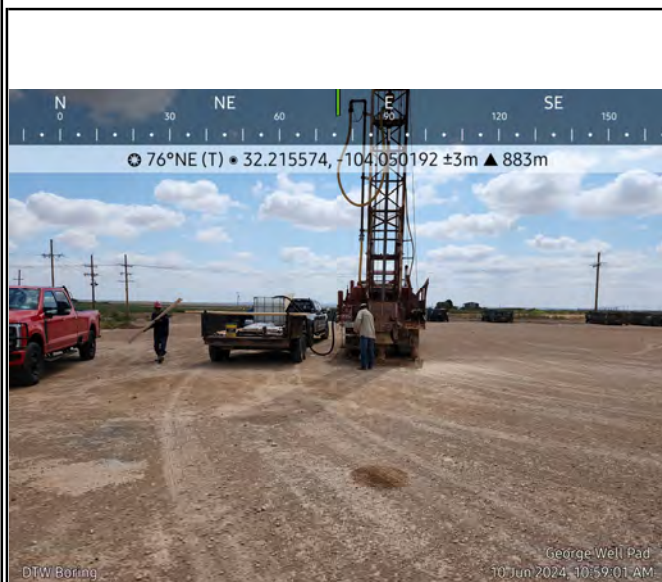 N NE E SE
0 30 60 90 120 150
76°NE (T) ● 32.215574, -104.050192 ±3m ▲ 883m
George Well Pad
DTW Boring 10 Jun 2024, 10:59:01 AM